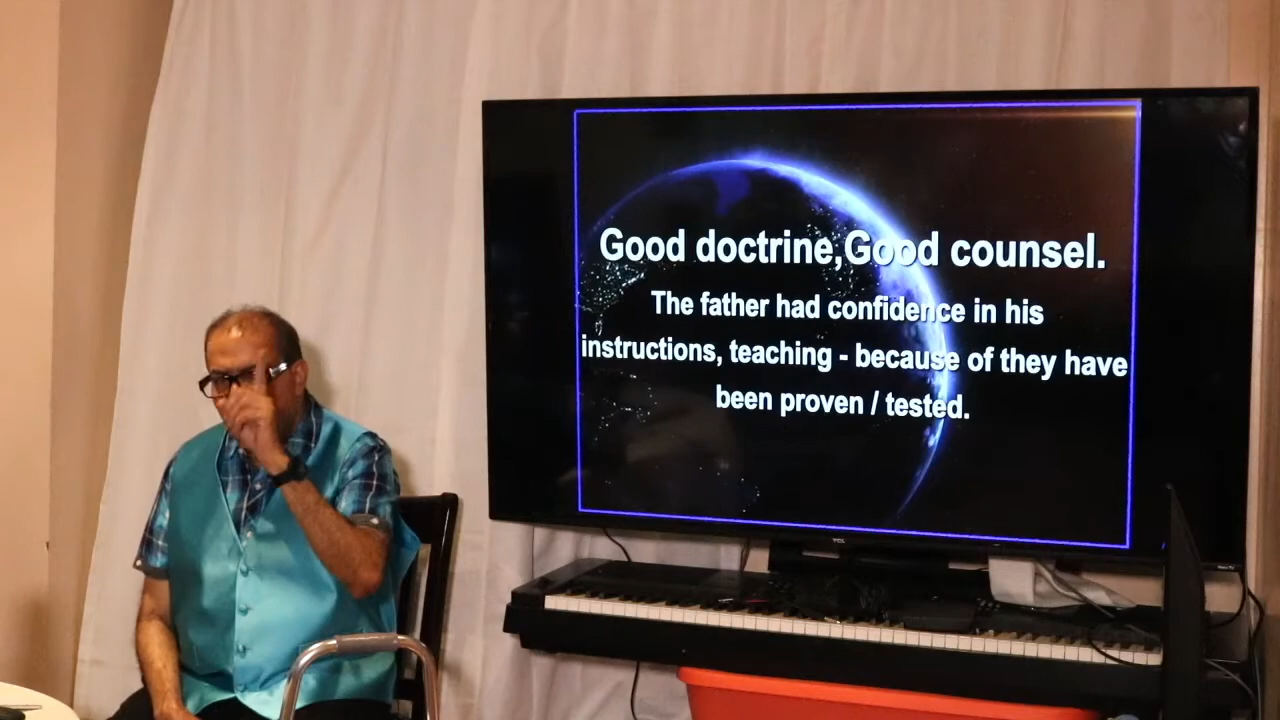 Good doctrine,Good counsel.
The father had confidence in his
instructions, teaching - because of they have
been proven / tested.
TCL